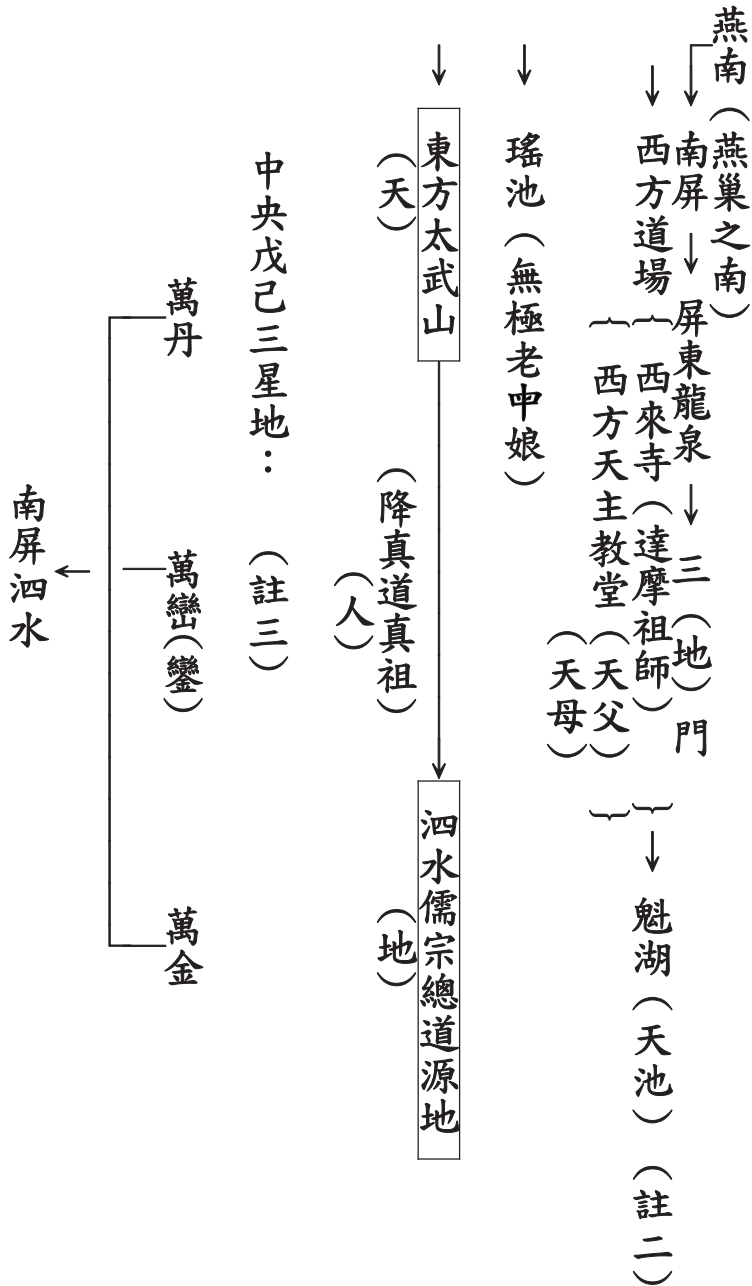 燕南（燕巢之南）
南屏→屏東龍泉→三（地）門
西方道場｛西來寺（達摩祖師）｝→魁湖（天池）（註二）
｛西方天主教堂（天父）｝
（天母）
瑤池（無極老㊥娘）
東方太武山→泗水儒宗總道源地
（天）（降真道真祖）（地）
（人）
中央戊己三星地：（註三）
萬丹 萬巒（鑾） 萬金
南屏泗水